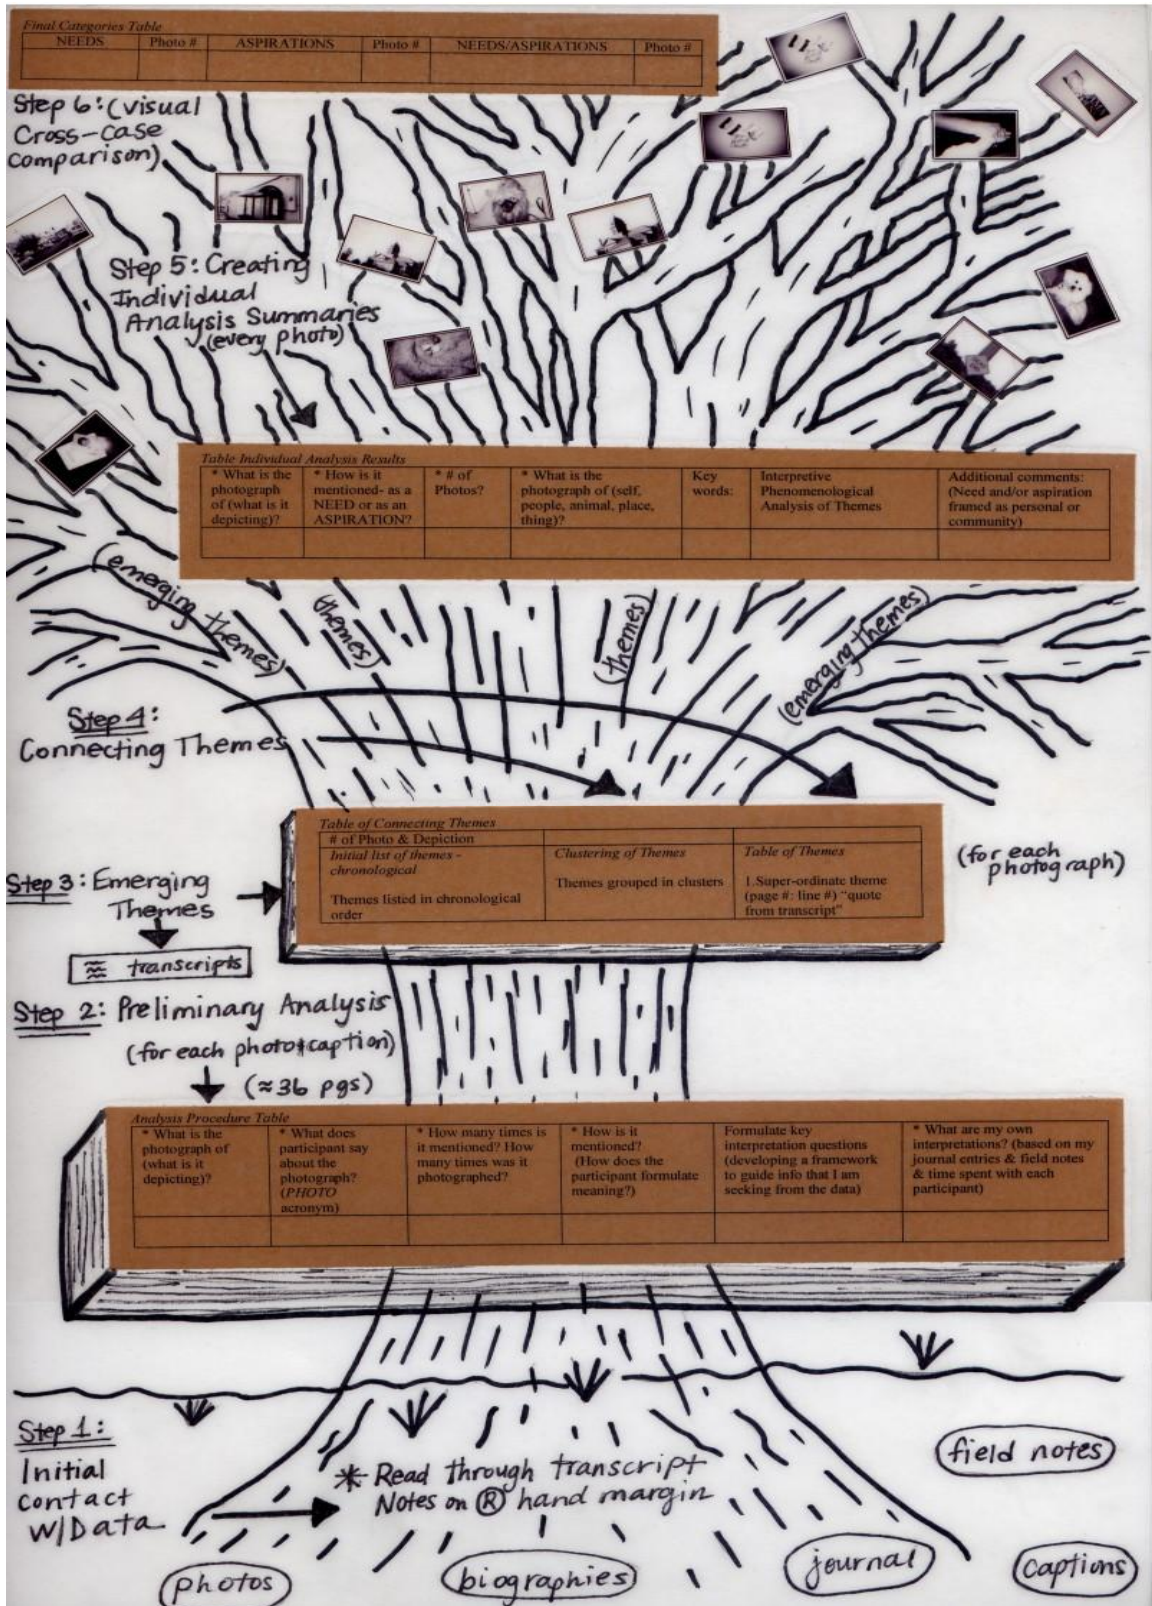 Final Categories Table
NEEDS Photo # ASPIRATIONS Photo # NEEDS/ASPIRATIONS Photo #
Step 6: (visual
Cross-case
comparison)
Step 5: Creating
Individual
Analysis Summaries
(every photo)
Table Individual Analysis Results
* What is the
photograph
of (what is it
depicting)?
* How is it
mentioned- as a
NEED or as an
ASPIRATION?
* # of
Photos?
* What is the
photograph of (self,
people, animal, place,
thing)?
Key
words:
Interpretive
Phenomenological
Analysis of Themes
Additional comments:
(Need and/or aspiration
framed as personal or
community)
(emerging themes)
themes)
(themes)
(emerging themes)
Step 4:
Connecting Themes
Table of Connecting Themes
# of Photo & Depiction
Initial list of themes -
chronological
Themes listed in chronological
order
Clustering of Themes
Themes grouped in clusters
Table of Themes
1.Super-ordinate theme
(page #: line #) "quote
from transcript"
(for each
photograph)
Step 3: Emerging
Themes
transcripts
Step 2: Preliminary Analysis
(for each photo+caption)
(≈36 pgs)
Analysis Procedure Table
* What is the
photograph of
(what is it
depicting)?
* What does
participant say
about the
photograph?
(PHOTO
acronym)
* How many times is
it mentioned? How
many times was it
photographed?
* How is it
mentioned?
(How does the
participant formulate
meaning?)
Formulate key
interpretation questions
(developing a framework
to guide info that I am
seeking from the data)
* What are my own
interpretations? (based on my
journal entries & field notes
& time spent with each
participant)
Step 1:
Initial
contact
W/Data
* Read through transcript
Notes on Ⓡ hand margin
field notes
photos
biographies
journal
captions